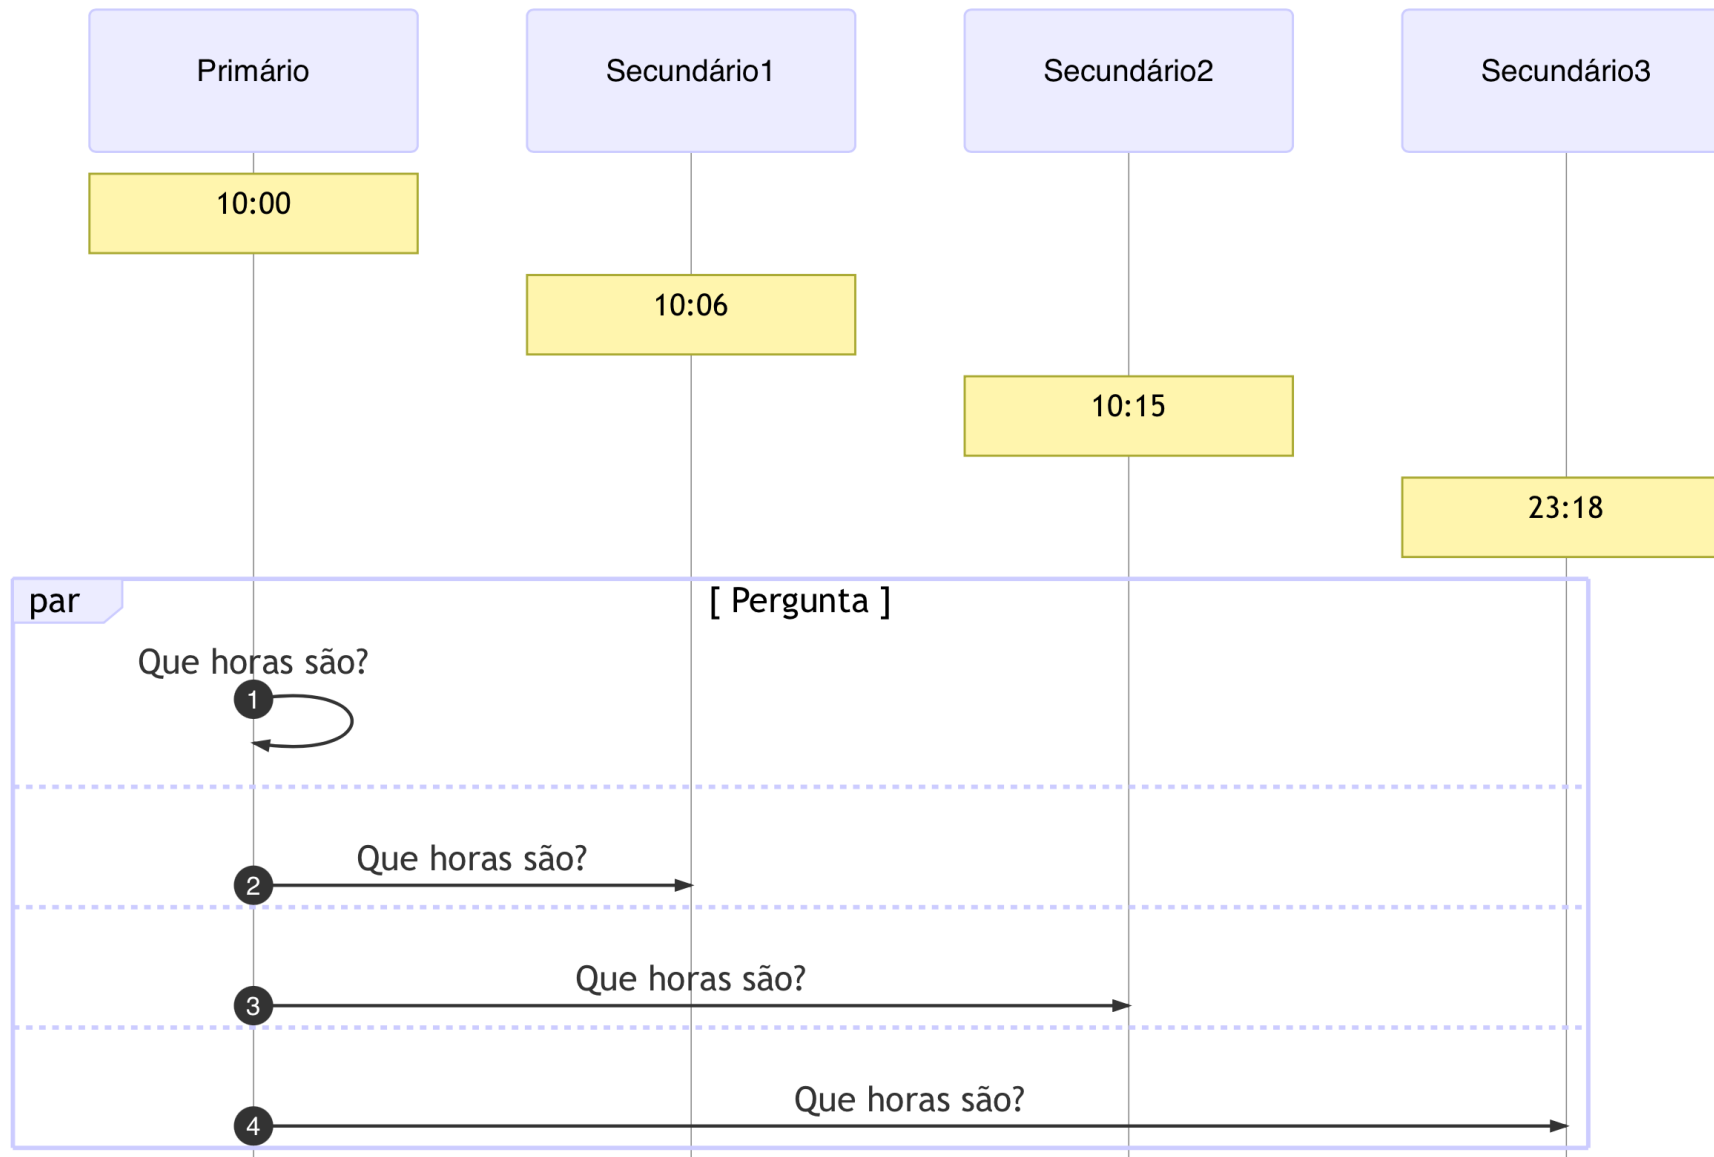 Primário
Secundário1
Secundário2
Secundário3
10:00
10:06
10:15
23:18
par
[ Pergunta ]
Que horas são?
1
Que horas são?
2
Que horas são?
3
Que horas são?
4